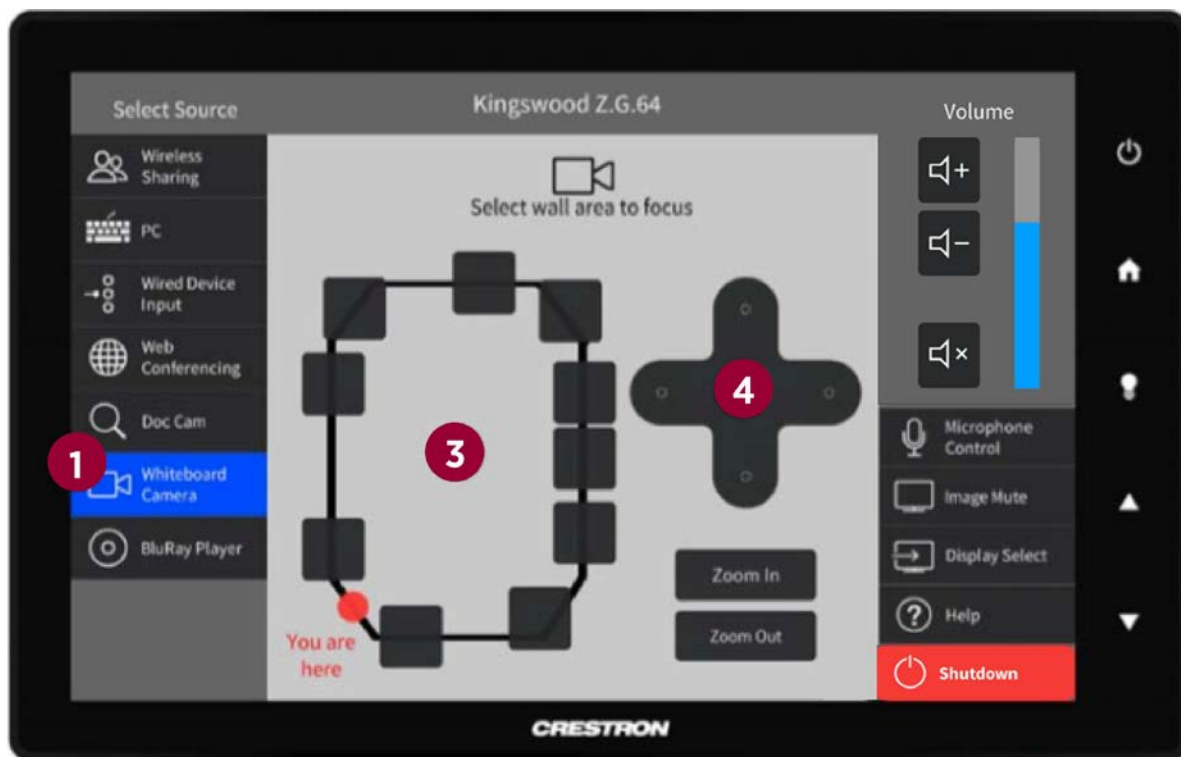 Select Source
Kingswood Z.G.64
Volume
Wireless
Sharing
PC
Wired Device
Input
Web
Conferencing
Doc Cam
1
Whiteboard
Camera
BluRay Player
Select wall area to focus
3
4
Zoom In
Zoom Out
You are
here
Microphone
Control
Image Mute
Display Select
Help
Shutdown
CRESTRON